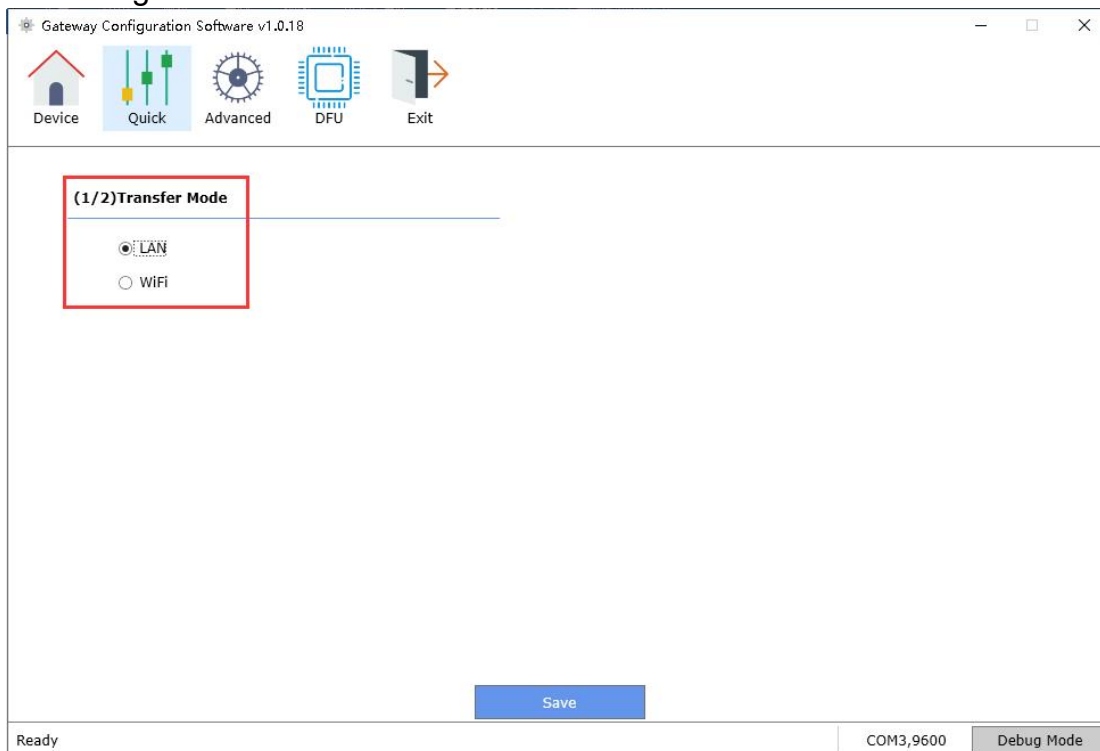 Gateway Configuration Software v1.0.18
Device Quick Advanced DFU Exit
(1/2)Transfer Mode
LAN
WiFi
Save
Ready COM3,9600 Debug Mode